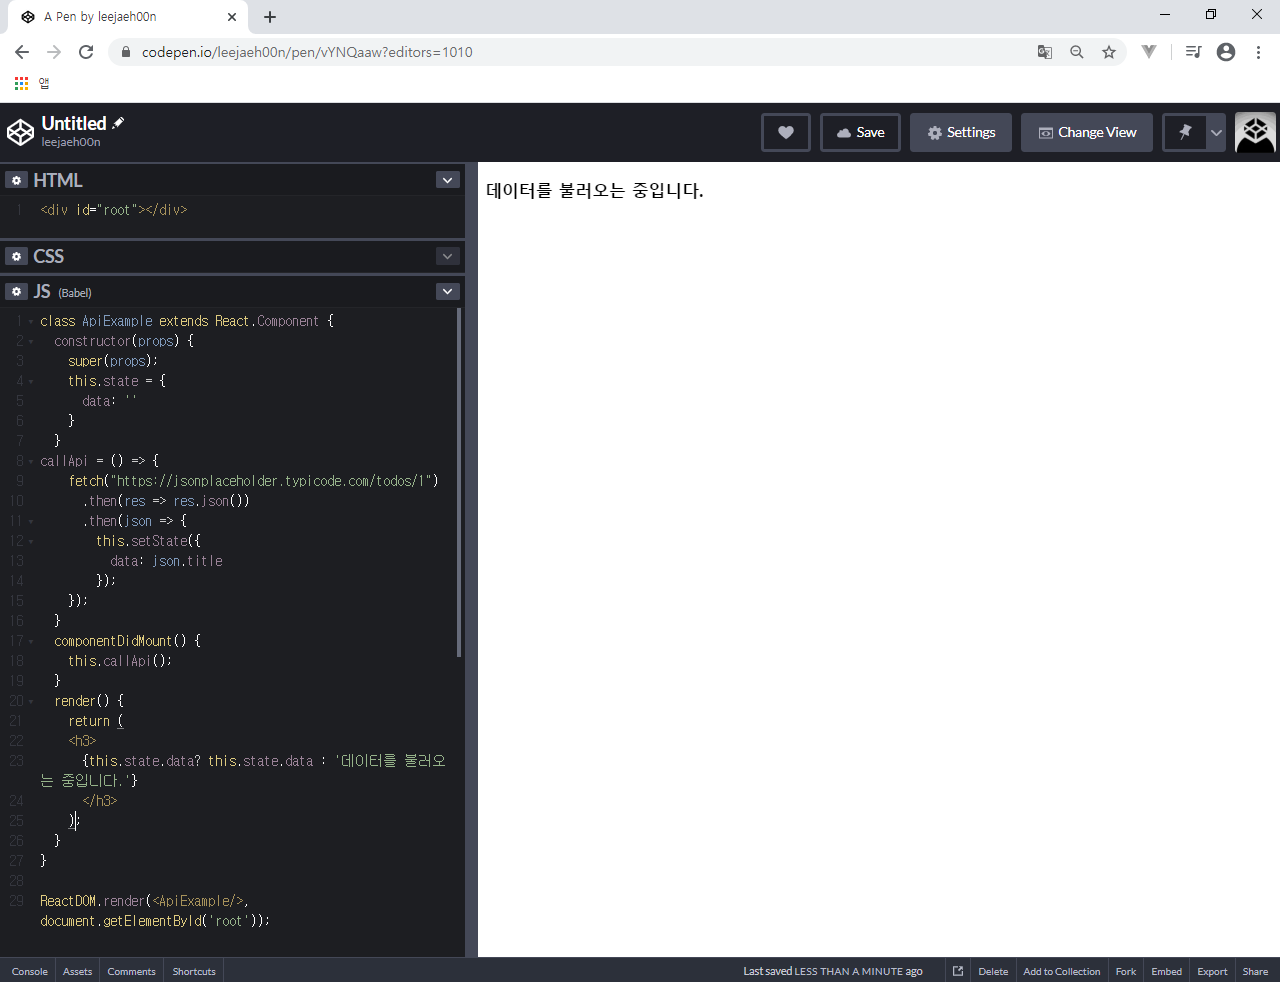 A Pen by leejaeh00n
codepen.io/leejaeh00n/pen/vYNQaaw?editors=1010
앱
Untitled
leejaeh00n
Save
Settings
Change View
HTML
1 <div id="root"></div>
CSS
JS (Babel)
1 class ApiExample extends React.Component {
2 constructor(props) {
3 super(props);
4 this.state = {
5 data: ''
6 }
7 }
8 callApi = () => {
9 fetch("https://jsonplaceholder.typicode.com/todos/1")
10 .then(res => res.json())
11 .then(json => {
12 this.setState({
13 data: json.title
14 });
15 });
16 }
17 componentDidMount() {
18 this.callApi();
19 }
20 render() {
21 return (
22 <h3>
23 {this.state.data? this.state.data : '데이터를 불러오
는 중입니다.'}
24 </h3>
25 );
26 }
27 }
28
29 ReactDOM.render(<ApiExample/>,
document.getElementById('root'));
데이터를 불러오는 중입니다.
Console Assets Comments Shortcuts
Last saved LESS THAN A MINUTE ago
Delete Add to Collection Fork Embed Export Share